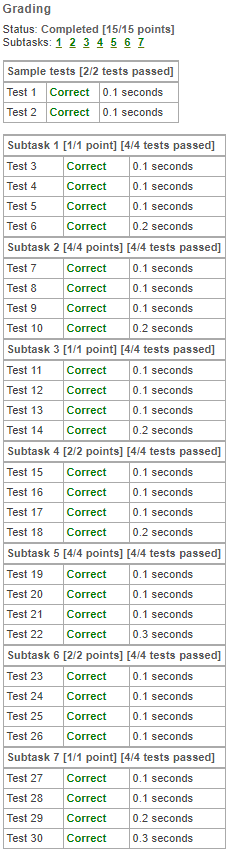 Grading
Status: Completed [15/15 points]
Subtasks: 1 2 3 4 5 6 7
Sample tests [2/2 tests passed]
Test 1 Correct 0.1 seconds
Test 2 Correct 0.1 seconds
Subtask 1 [1/1 point] [4/4 tests passed]
Test 3 Correct 0.1 seconds
Test 4 Correct 0.1 seconds
Test 5 Correct 0.1 seconds
Test 6 Correct 0.2 seconds
Subtask 2 [4/4 points] [4/4 tests passed]
Test 7 Correct 0.1 seconds
Test 8 Correct 0.1 seconds
Test 9 Correct 0.1 seconds
Test 10 Correct 0.2 seconds
Subtask 3 [1/1 point] [4/4 tests passed]
Test 11 Correct 0.1 seconds
Test 12 Correct 0.1 seconds
Test 13 Correct 0.1 seconds
Test 14 Correct 0.2 seconds
Subtask 4 [2/2 points] [4/4 tests passed]
Test 15 Correct 0.1 seconds
Test 16 Correct 0.1 seconds
Test 17 Correct 0.1 seconds
Test 18 Correct 0.2 seconds
Subtask 5 [4/4 points] [4/4 tests passed]
Test 19 Correct 0.1 seconds
Test 20 Correct 0.1 seconds
Test 21 Correct 0.1 seconds
Test 22 Correct 0.3 seconds
Subtask 6 [2/2 points] [4/4 tests passed]
Test 23 Correct 0.1 seconds
Test 24 Correct 0.1 seconds
Test 25 Correct 0.1 seconds
Test 26 Correct 0.1 seconds
Subtask 7 [1/1 point] [4/4 tests passed]
Test 27 Correct 0.1 seconds
Test 28 Correct 0.1 seconds
Test 29 Correct 0.2 seconds
Test 30 Correct 0.3 seconds